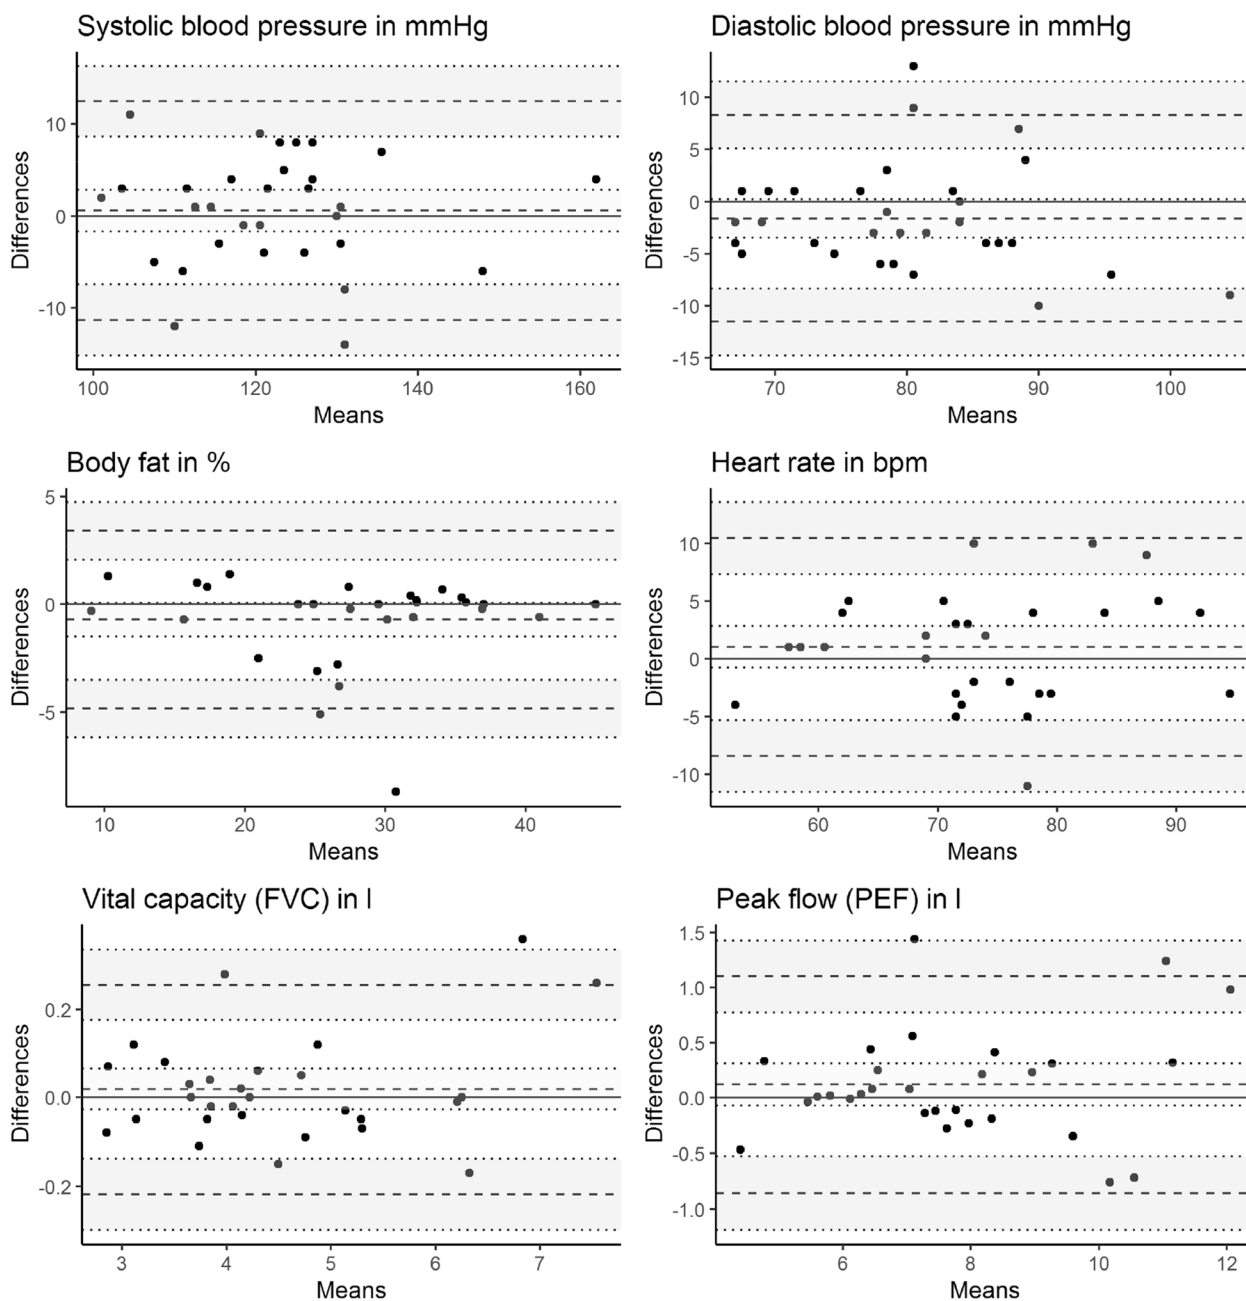 Systolic blood pressure in mmHg
Differences
10
0
-10
100 120 140 160
Means
Diastolic blood pressure in mmHg
Differences
10
5
0
-5
-10
-15
70 80 90 100
Means
Body fat in %
Differences
5
0
-5
10 20 30 40
Means
Heart rate in bpm
Differences
10
5
0
-5
-10
60 70 80 90
Means
Vital capacity (FVC) in l
Differences
0.2
0.0
-0.2
3 4 5 6 7
Means
Peak flow (PEF) in l
Differences
1.5
1.0
0.5
0.0
-0.5
-1.0
6 8 10 12
Means